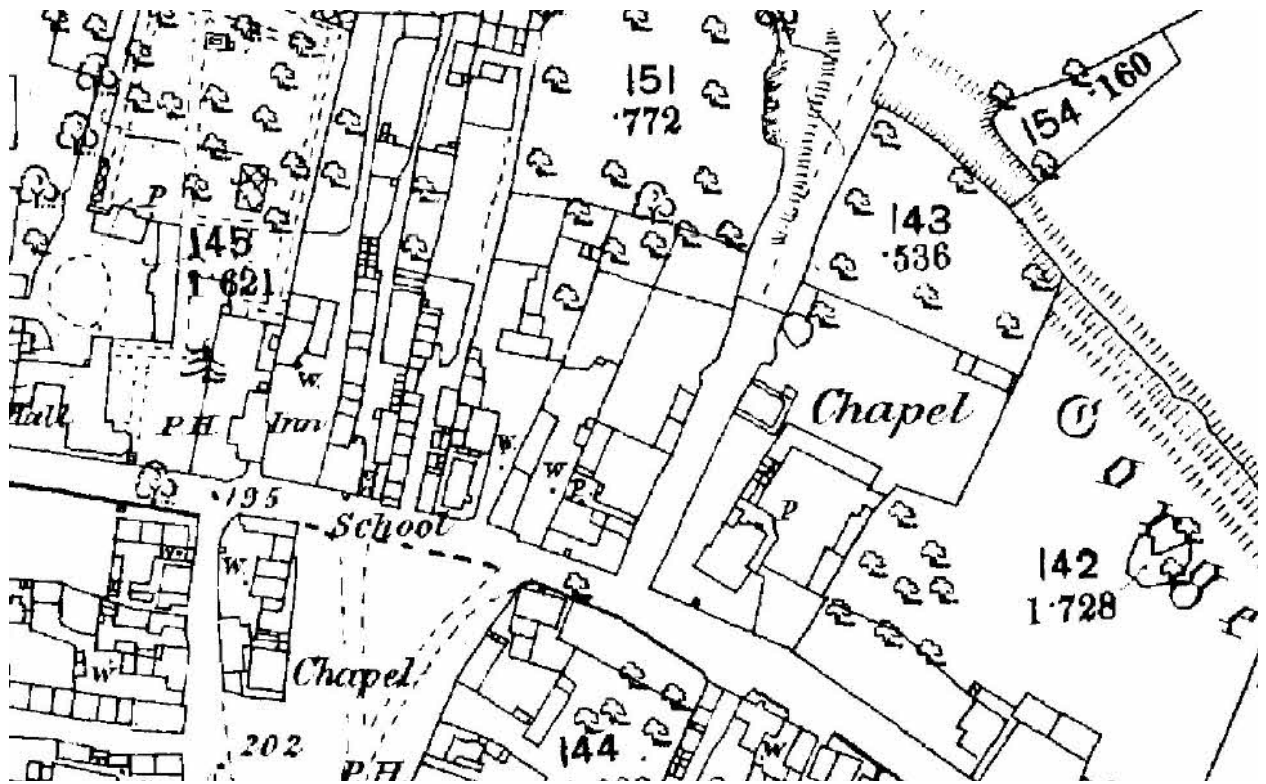 151
·772
154 ·160
143
·536
P
145
1·621
W.
Chapel
Hall
P.H.
Inn
W.
W.
P.
P
·195
School
W.
142
1·728
Chapel
W
202
144
W
P.H.